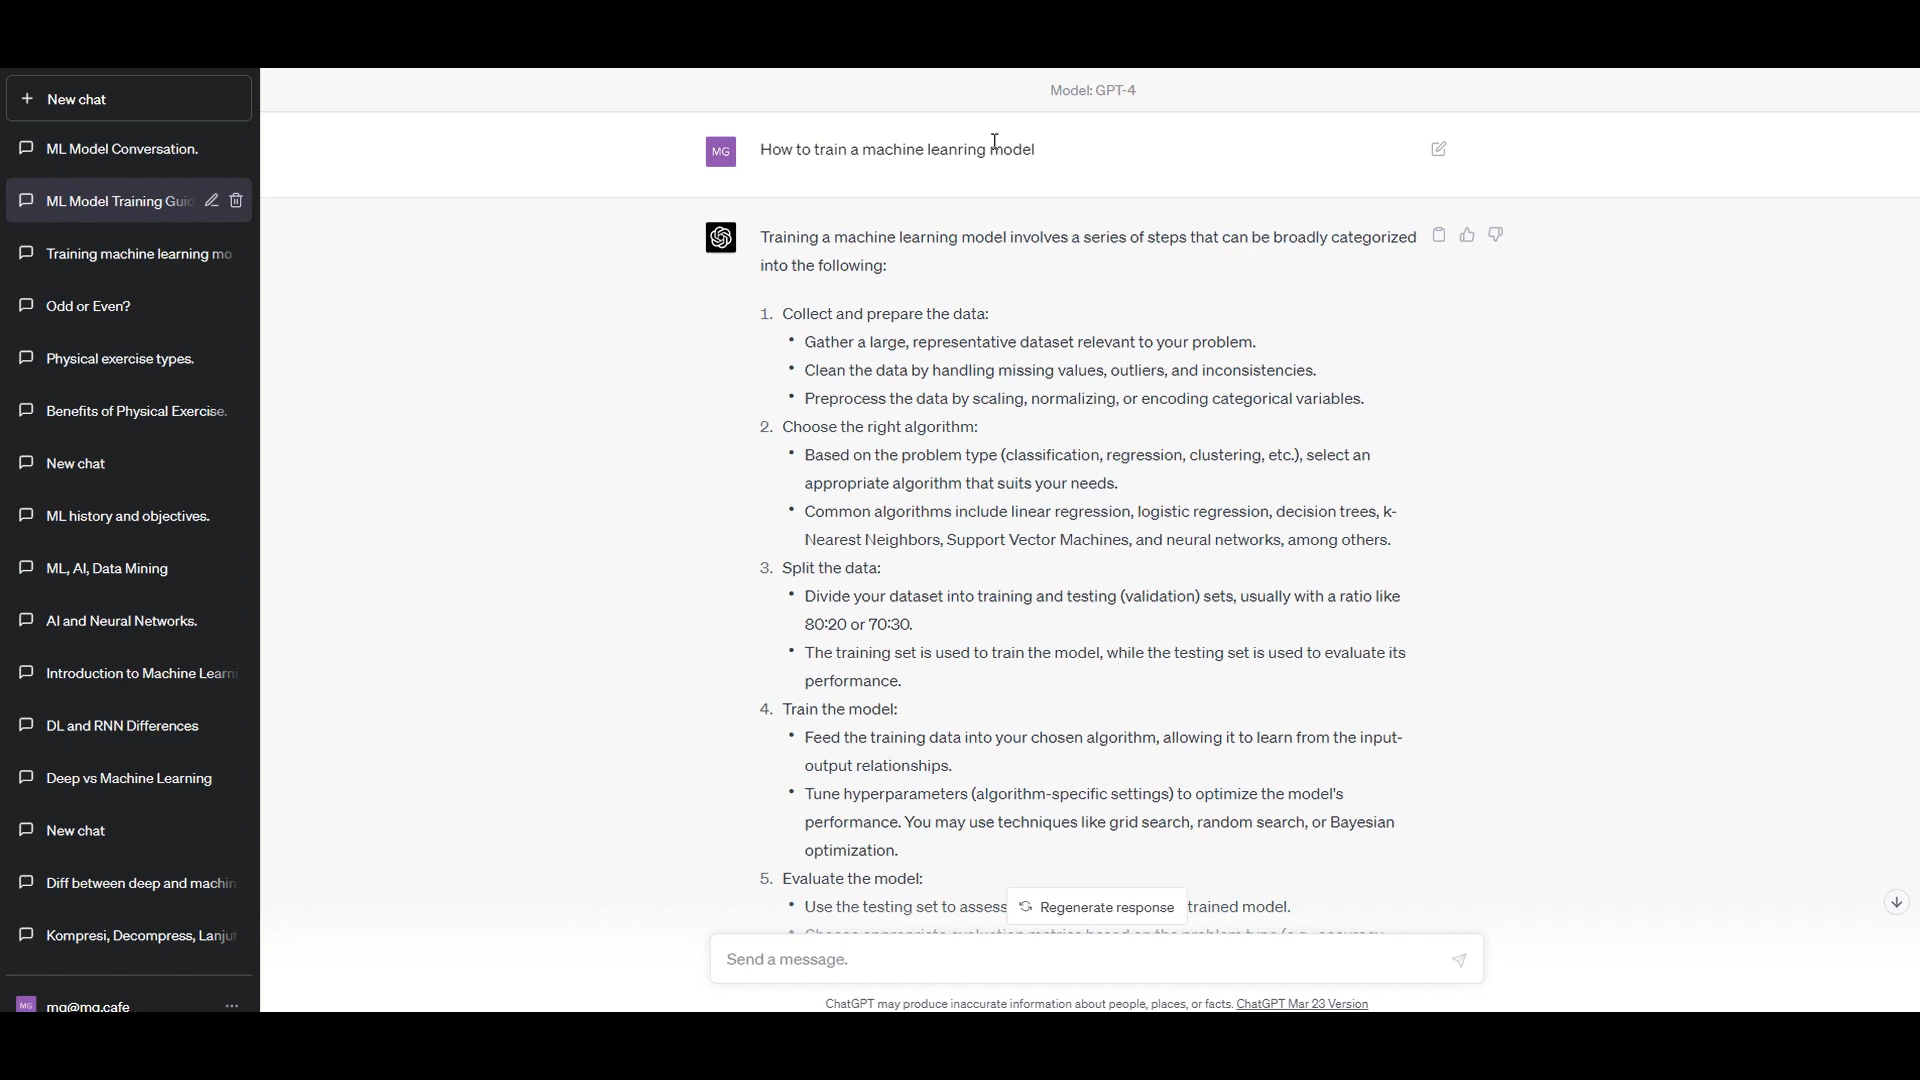 New chat
ML Model Conversation.
ML Model Training Gui
Training machine learning mo
Odd or Even?
Physical exercise types.
Benefits of Physical Exercise.
New chat
ML history and objectives.
ML, AI, Data Mining
AI and Neural Networks.
Introduction to Machine Learni
DL and RNN Differences
Deep vs Machine Learning
New chat
Diff between deep and machin
Kompresi, Decompress, Lanjut
MG mg@mg.cafe
Model: GPT-4
MG How to train a machine leanring model
Training a machine learning model involves a series of steps that can be broadly categorized
into the following:
1. Collect and prepare the data:
• Gather a large, representative dataset relevant to your problem.
• Clean the data by handling missing values, outliers, and inconsistencies.
• Preprocess the data by scaling, normalizing, or encoding categorical variables.
2. Choose the right algorithm:
• Based on the problem type (classification, regression, clustering, etc.), select an
appropriate algorithm that suits your needs.
• Common algorithms include linear regression, logistic regression, decision trees, k-
Nearest Neighbors, Support Vector Machines, and neural networks, among others.
3. Split the data:
• Divide your dataset into training and testing (validation) sets, usually with a ratio like
80:20 or 70:30.
• The training set is used to train the model, while the testing set is used to evaluate its
performance.
4. Train the model:
• Feed the training data into your chosen algorithm, allowing it to learn from the input-
output relationships.
• Tune hyperparameters (algorithm-specific settings) to optimize the model's
performance. You may use techniques like grid search, random search, or Bayesian
optimization.
5. Evaluate the model:
• Use the testing set to assess trained model.
Regenerate response
• Choose appropriate evaluation metrics based on the problem type (e.g., accuracy,
Send a message.
ChatGPT may produce inaccurate information about people, places, or facts. ChatGPT Mar 23 Version